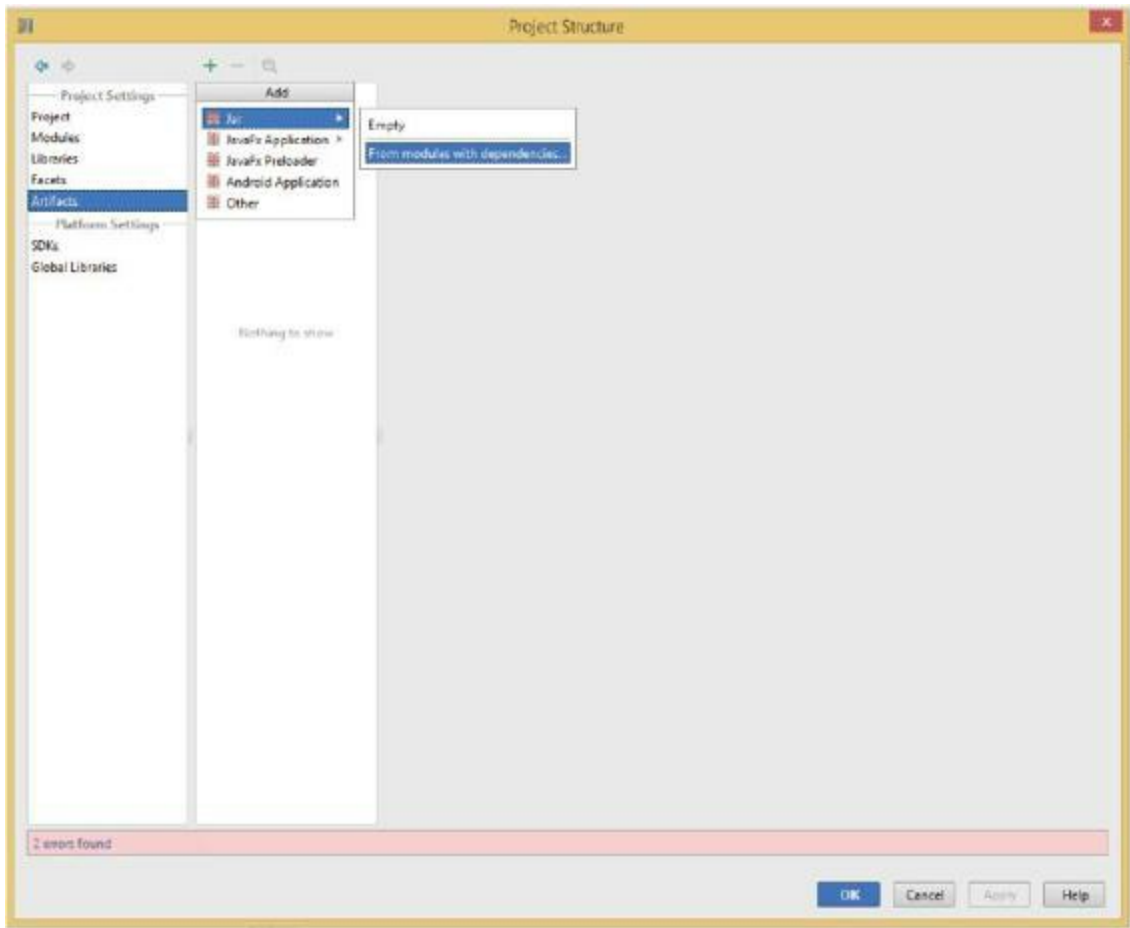 Project Structure
Project Settings
Project
Modules
Libraries
Facets
Artifacts
Platform Settings
SDKs
Global Libraries
Add
Jar
JavaFx Application
JavaFx Preloader
Android Application
Other
Empty
From modules with dependencies...
Nothing to show
2 errors found
OK
Cancel
Apply
Help